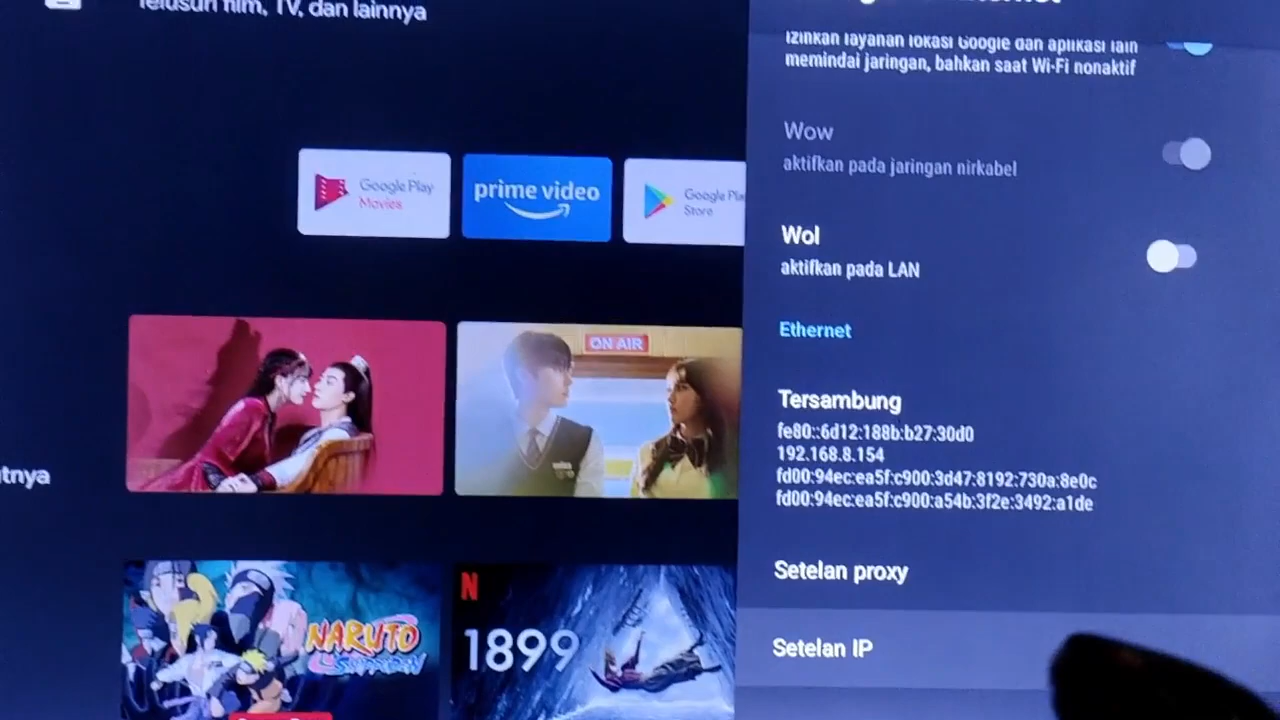 Telusuri film, TV, dan lainnya
Google Play
Movies
prime video
Google
Store
ON AIR
NARUTO
SHIPPUDEN
N
1899
Izinkan layanan lokasi Google dan aplikasi lain
memindai jaringan, bahkan saat Wi-Fi nonaktif
Wow
aktifkan pada jaringan nirkabel
Wol
aktifkan pada LAN
Ethernet
Tersambung
fe80::6d12:188b:b27:30d0
192.168.8.154
fd00:94ec:ea5f:c900:3d47:8192:730a:8e0c
fd00:94ec:ea5f:c900:a54b:3f2e:3492:a1de
Setelan proxy
Setelan IP